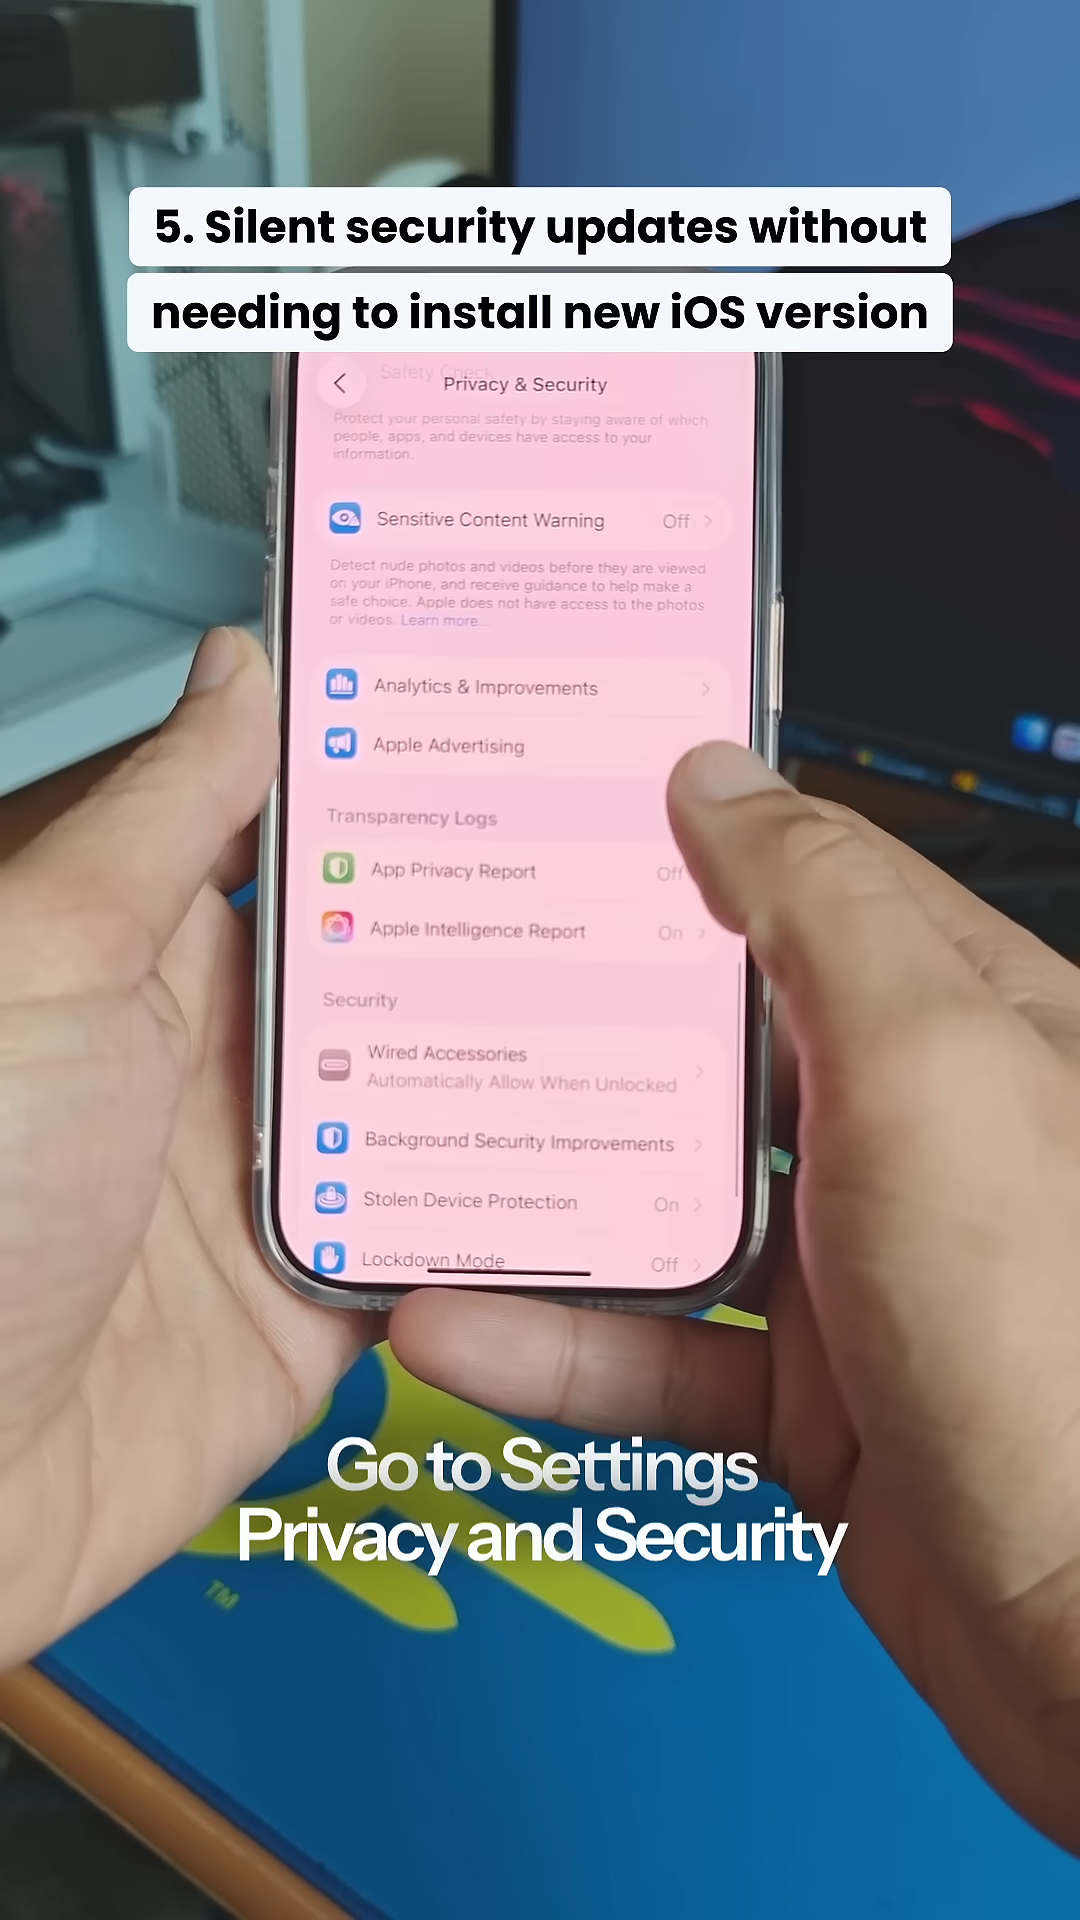 5. Silent security updates without
needing to install new iOS version
Safety Check
Privacy & Security
Protect your personal safety by staying aware of which
people, apps, and devices have access to your
information.
Sensitive Content Warning Off
Detect nude photos and videos before they are viewed
on your iPhone, and receive guidance to help make a
safe choice. Apple does not have access to the photos
or videos. Learn more...
Analytics & Improvements
Apple Advertising
Transparency Logs
App Privacy Report Off
Apple Intelligence Report On
Security
Wired Accessories
Automatically Allow When Unlocked
Background Security Improvements
Stolen Device Protection On
Lockdown Mode Off
Go to Settings
Privacy and Security
TM